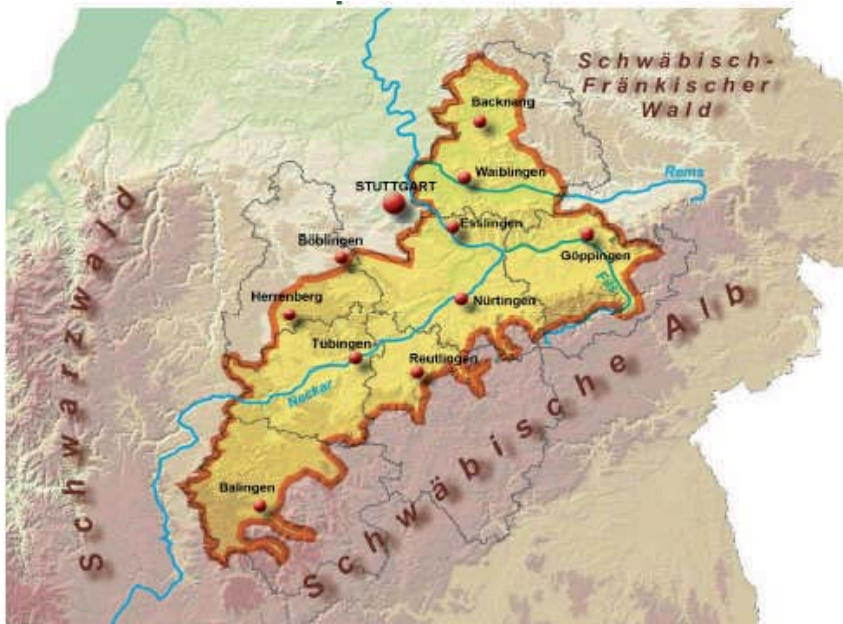 Schwäbisch-
Fränkischer
Wald
Backnang
Waiblingen
Rems
STUTTGART
Schwarzwald
Esslingen
Böblingen
Göppingen
Fils
Herrenberg
Nürtingen
Tübingen
Reutlingen
Neckar
Schwäbische Alb
Balingen